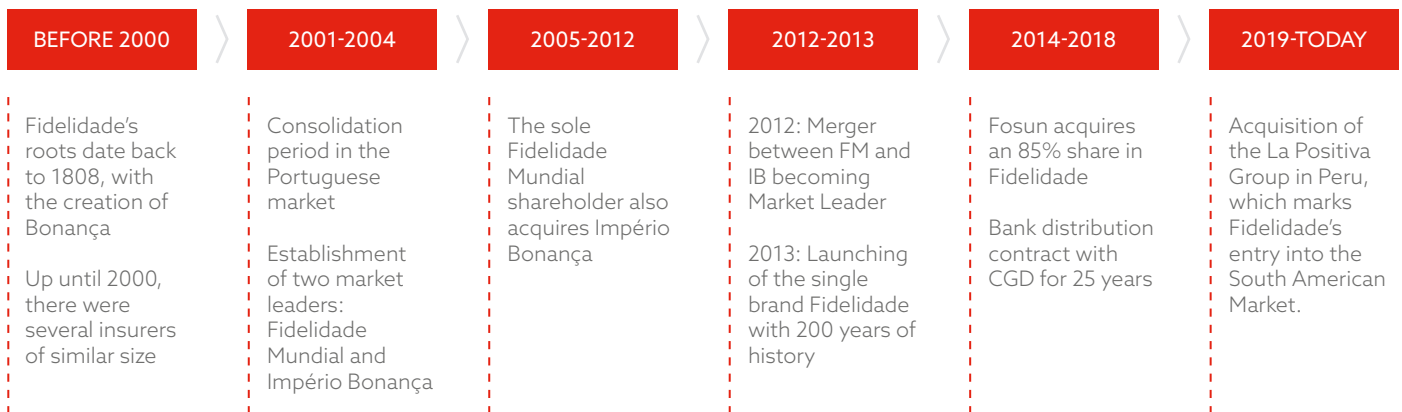 BEFORE 2000
Fidelidade's
roots date back
to 1808, with
the creation of
Bonança
Up until 2000,
there were
several insurers
of similar size
2001-2004
Consolidation
period in the
Portuguese
market
Establishment
of two market
leaders:
Fidelidade
Mundial and
Império Bonança
2005-2012
The sole
Fidelidade
Mundial
shareholder also
acquires Império
Bonança
2012-2013
2012: Merger
between FM and
IB becoming
Market Leader
2013: Launching
of the single
brand Fidelidade
with 200 years of
history
2014-2018
Fosun acquires
an 85% share in
Fidelidade
Bank distribution
contract with
CGD for 25 years
2019-TODAY
Acquisition of
the La Positiva
Group in Peru,
which marks
Fidelidade's
entry into the
South American
Market.